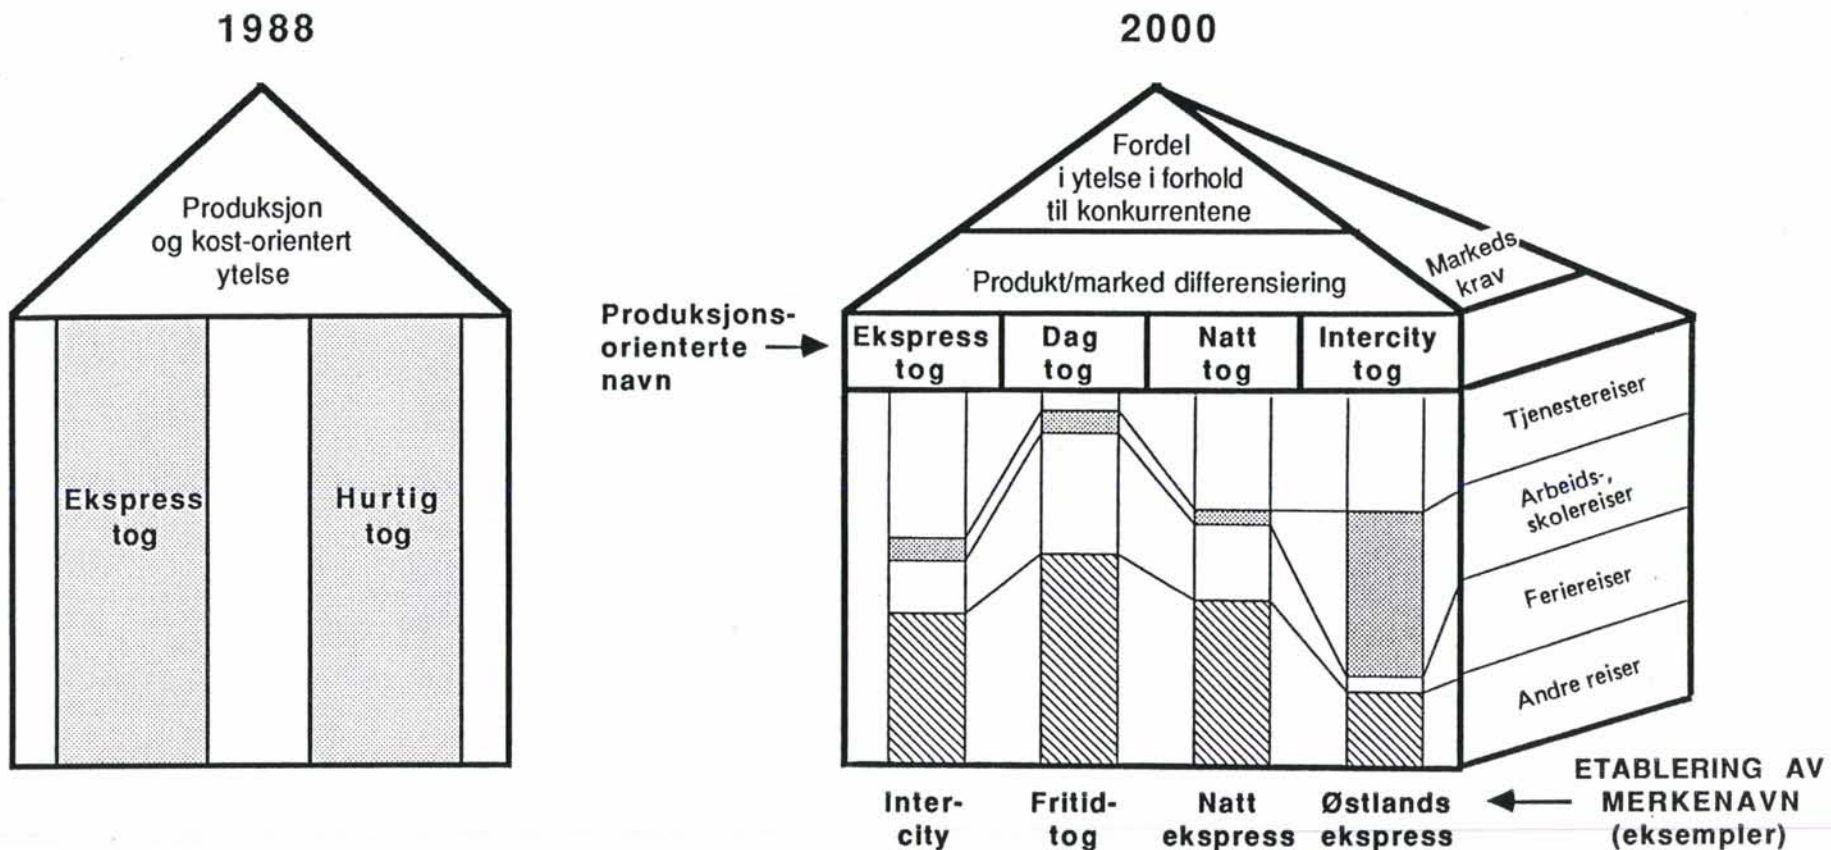 1988
Produksjon
og kost-orientert
ytelse
Ekspress
tog
Hurtig
tog
2000
Fordel
i ytelse i forhold
til konkurrentene
Produkt/marked differensiering
Markeds
krav
Produksjons-
orienterte
navn
Ekspress
tog
Dag
tog
Natt
tog
Intercity
tog
Tjenestereiser
Arbeids-,
skolereiser
Feriereiser
Andre reiser
Inter-
city
Fritid-
tog
Natt
ekspress
Østlands
ekspress
ETABLERING AV
MERKENAVN
(eksempler)